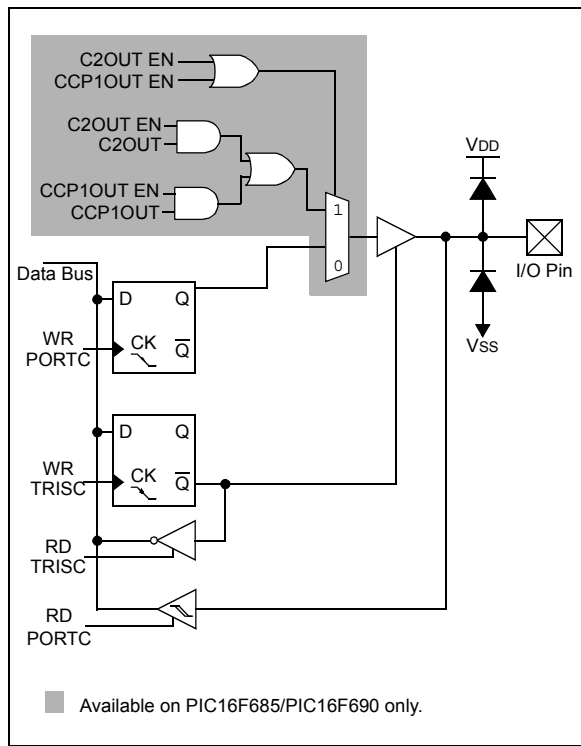 C2OUT EN
CCP1OUT EN
C2OUT EN
C2OUT
CCP1OUT EN
CCP1OUT
VDD
1
0
I/O Pin
VSS
Data Bus
D Q
WR
PORTC
CK Q
D Q
WR
TRISC
CK Q
RD
TRISC
RD
PORTC
Available on PIC16F685/PIC16F690 only.